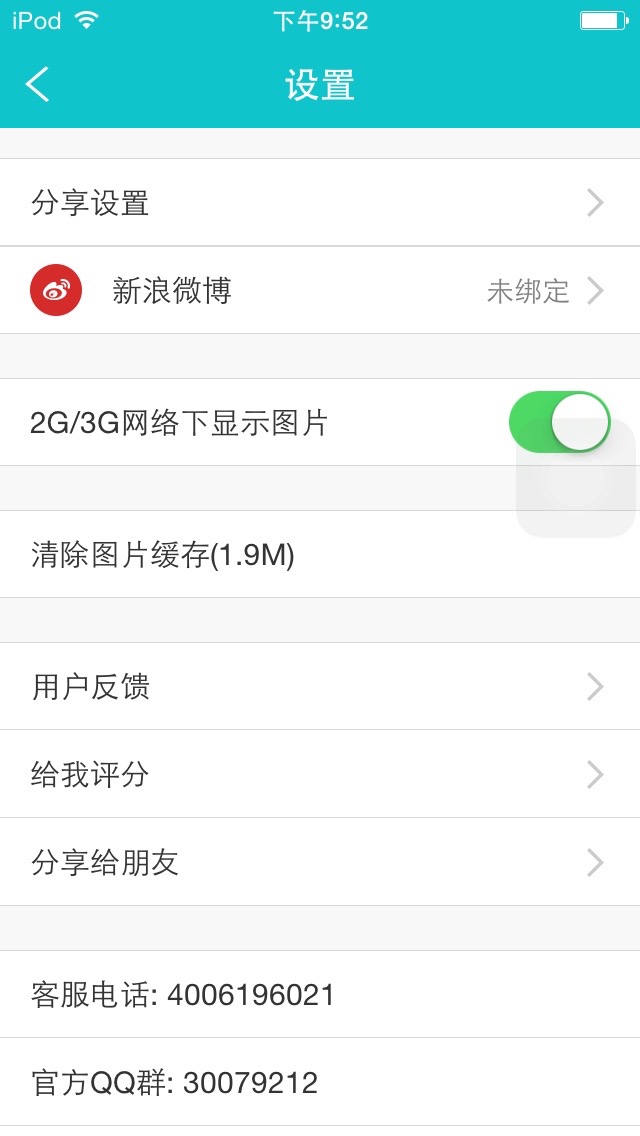 iPod 下午9:52
设置
分享设置
新浪微博 未绑定
2G/3G网络下显示图片
清除图片缓存(1.9M)
用户反馈
给我评分
分享给朋友
客服电话: 4006196021
官方QQ群: 30079212